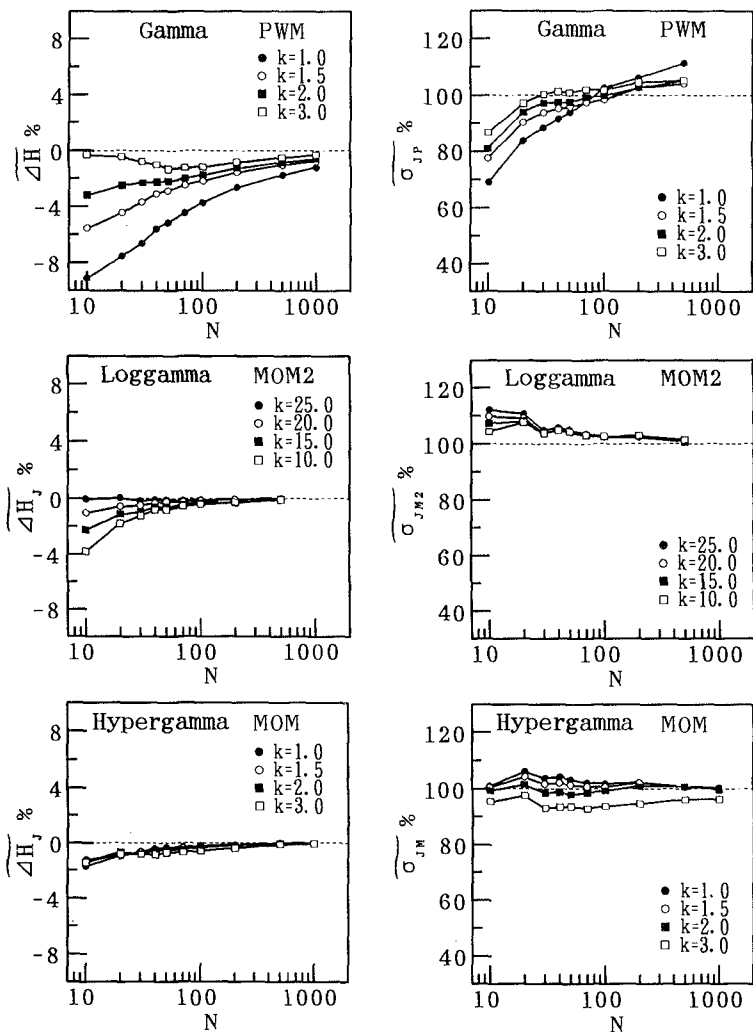 Gamma PWM
k=1.0
k=1.5
k=2.0
k=3.0
8
4
0
-4
-8
ΔH %
10 100 1000
N
Gamma PWM
120
100
80
60
40
σJP %
k=1.0
k=1.5
k=2.0
k=3.0
10 100 1000
N
Loggamma MOM2
k=25.0
k=20.0
k=15.0
k=10.0
8
4
0
-4
-8
ΔHJ %
10 100 1000
N
Loggamma MOM2
120
100
80
60
40
σJM2 %
k=25.0
k=20.0
k=15.0
k=10.0
10 100 1000
N
Hypergamma MOM
k=1.0
k=1.5
k=2.0
k=3.0
8
4
0
-4
-8
ΔHJ %
10 100 1000
N
Hypergamma MOM
120
100
80
60
40
σJM %
k=1.0
k=1.5
k=2.0
k=3.0
10 100 1000
N